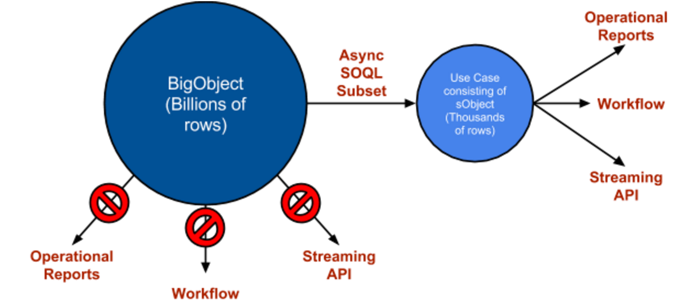 BigObject
(Billions of
rows)
Async
SOQL
Subset
Use Case
consisting of
sObject
(Thousands
of rows)
Operational
Reports
Workflow
Streaming
API
Operational
Reports
Workflow
Streaming
API